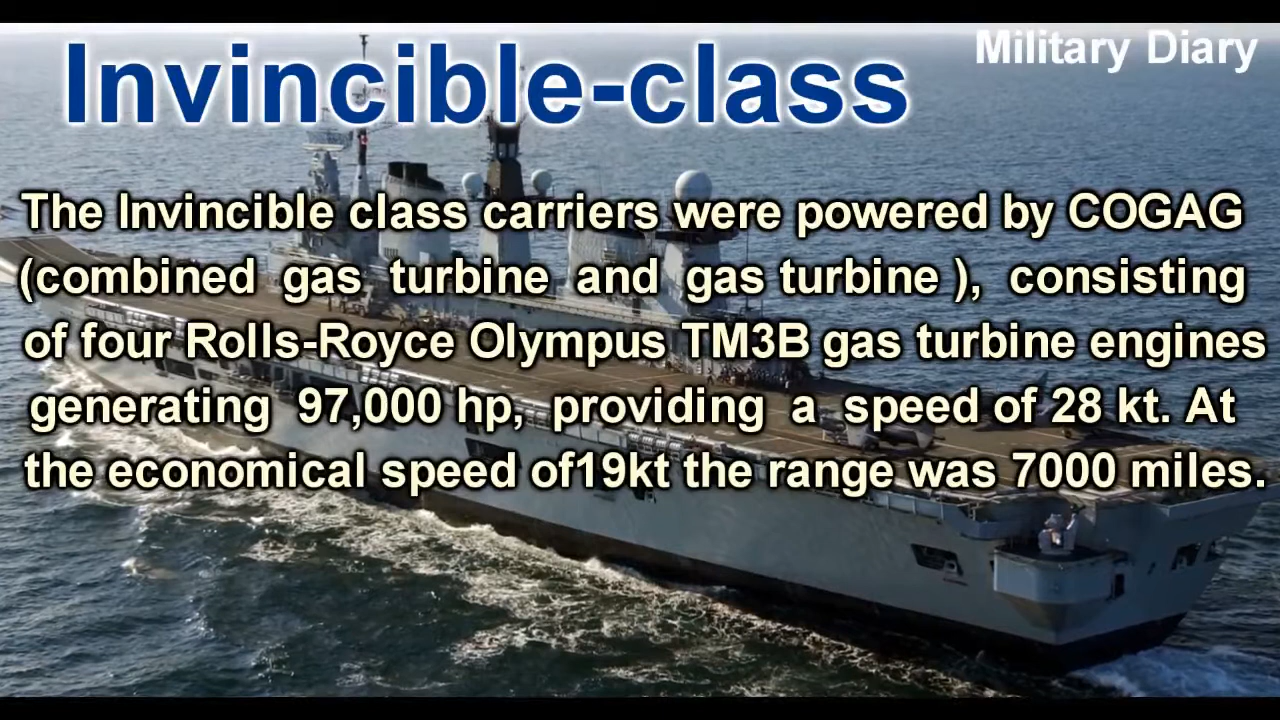 Military Diary
Invincible-class
The Invincible class carriers were powered by COGAG
(combined gas turbine and gas turbine ), consisting
of four Rolls-Royce Olympus TM3B gas turbine engines
generating 97,000 hp, providing a speed of 28 kt. At
the economical speed of19kt the range was 7000 miles.